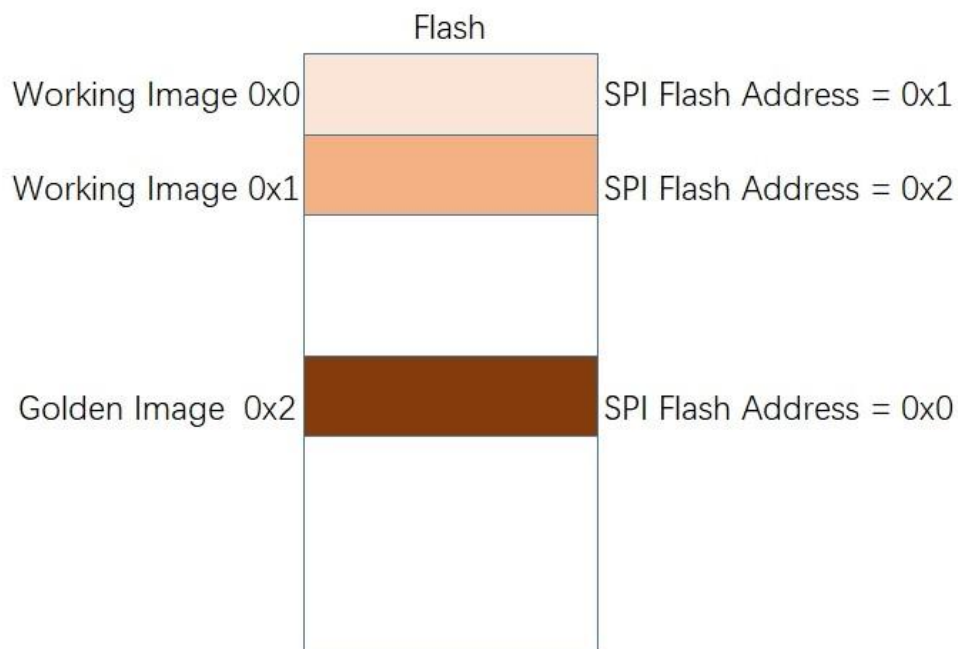 Flash
Working Image 0x0 SPI Flash Address = 0x1
Working Image 0x1 SPI Flash Address = 0x2
Golden Image 0x2 SPI Flash Address = 0x0